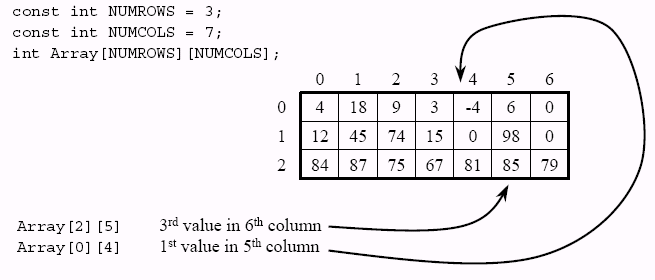 const int NUMROWS = 3;
const int NUMCOLS = 7;
int Array[NUMROWS][NUMCOLS];
0 1 2 3 4 5 6
0 4 18 9 3 -4 6 0
1 12 45 74 15 0 98 0
2 84 87 75 67 81 85 79
Array[2][5] 3rd value in 6th column
Array[0][4] 1st value in 5th column